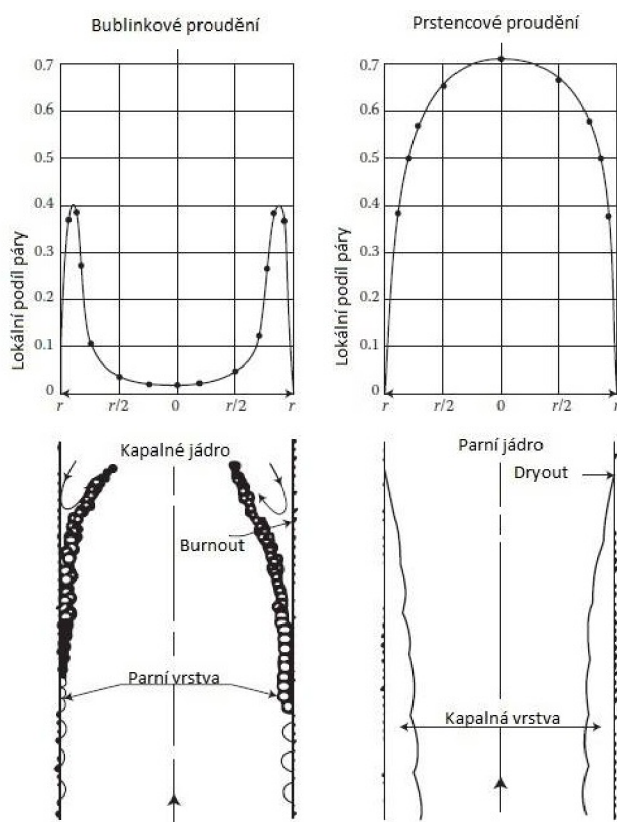 Bublinkové proudění
0.7
0.6
0.5
0.4
0.3
0.2
0.1
0
Lokální podíl páry
r r/2 0 r/2 r
Kapalné jádro
Burnout
Parní vrstva
Prstencové proudění
0.7
0.6
0.5
0.4
0.3
0.2
0.1
0
Lokální podíl páry
r r/2 0 r/2 r
Parní jádro
Dryout
Kapalná vrstva